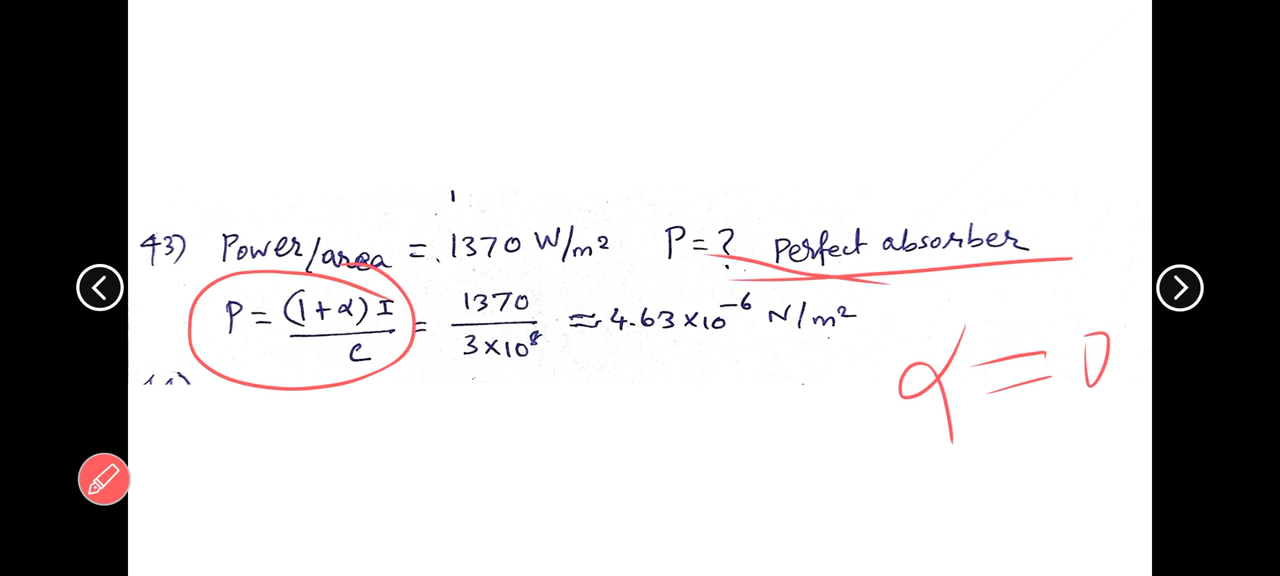 43) Power/area = 1370 W/m² P = ? Perfect absorber
P = (1+α) I / c = 1370 / 3×10⁸ ≈ 4.63×10⁻⁶ N/m²
α = 0